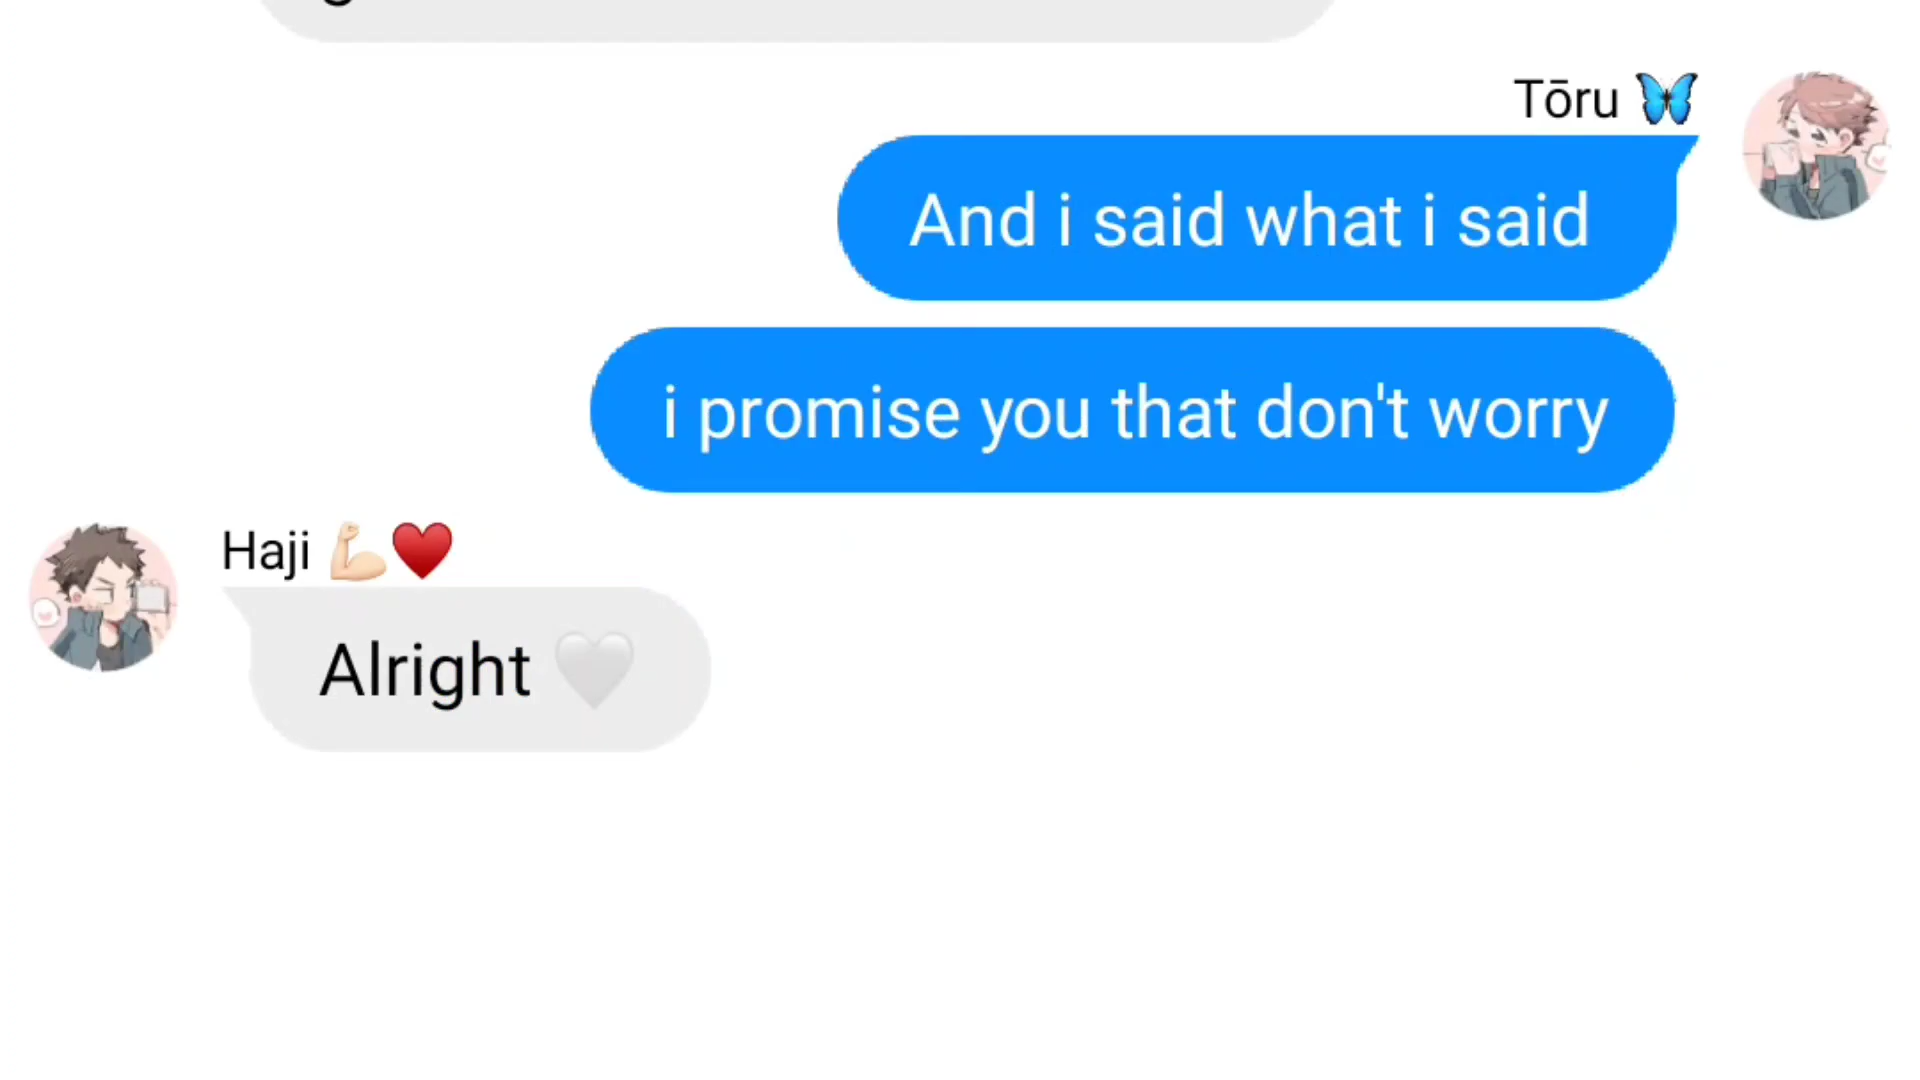 Tōru 🦋
And i said what i said
i promise you that don't worry
Haji 💪🏻♥️
Alright 🤍